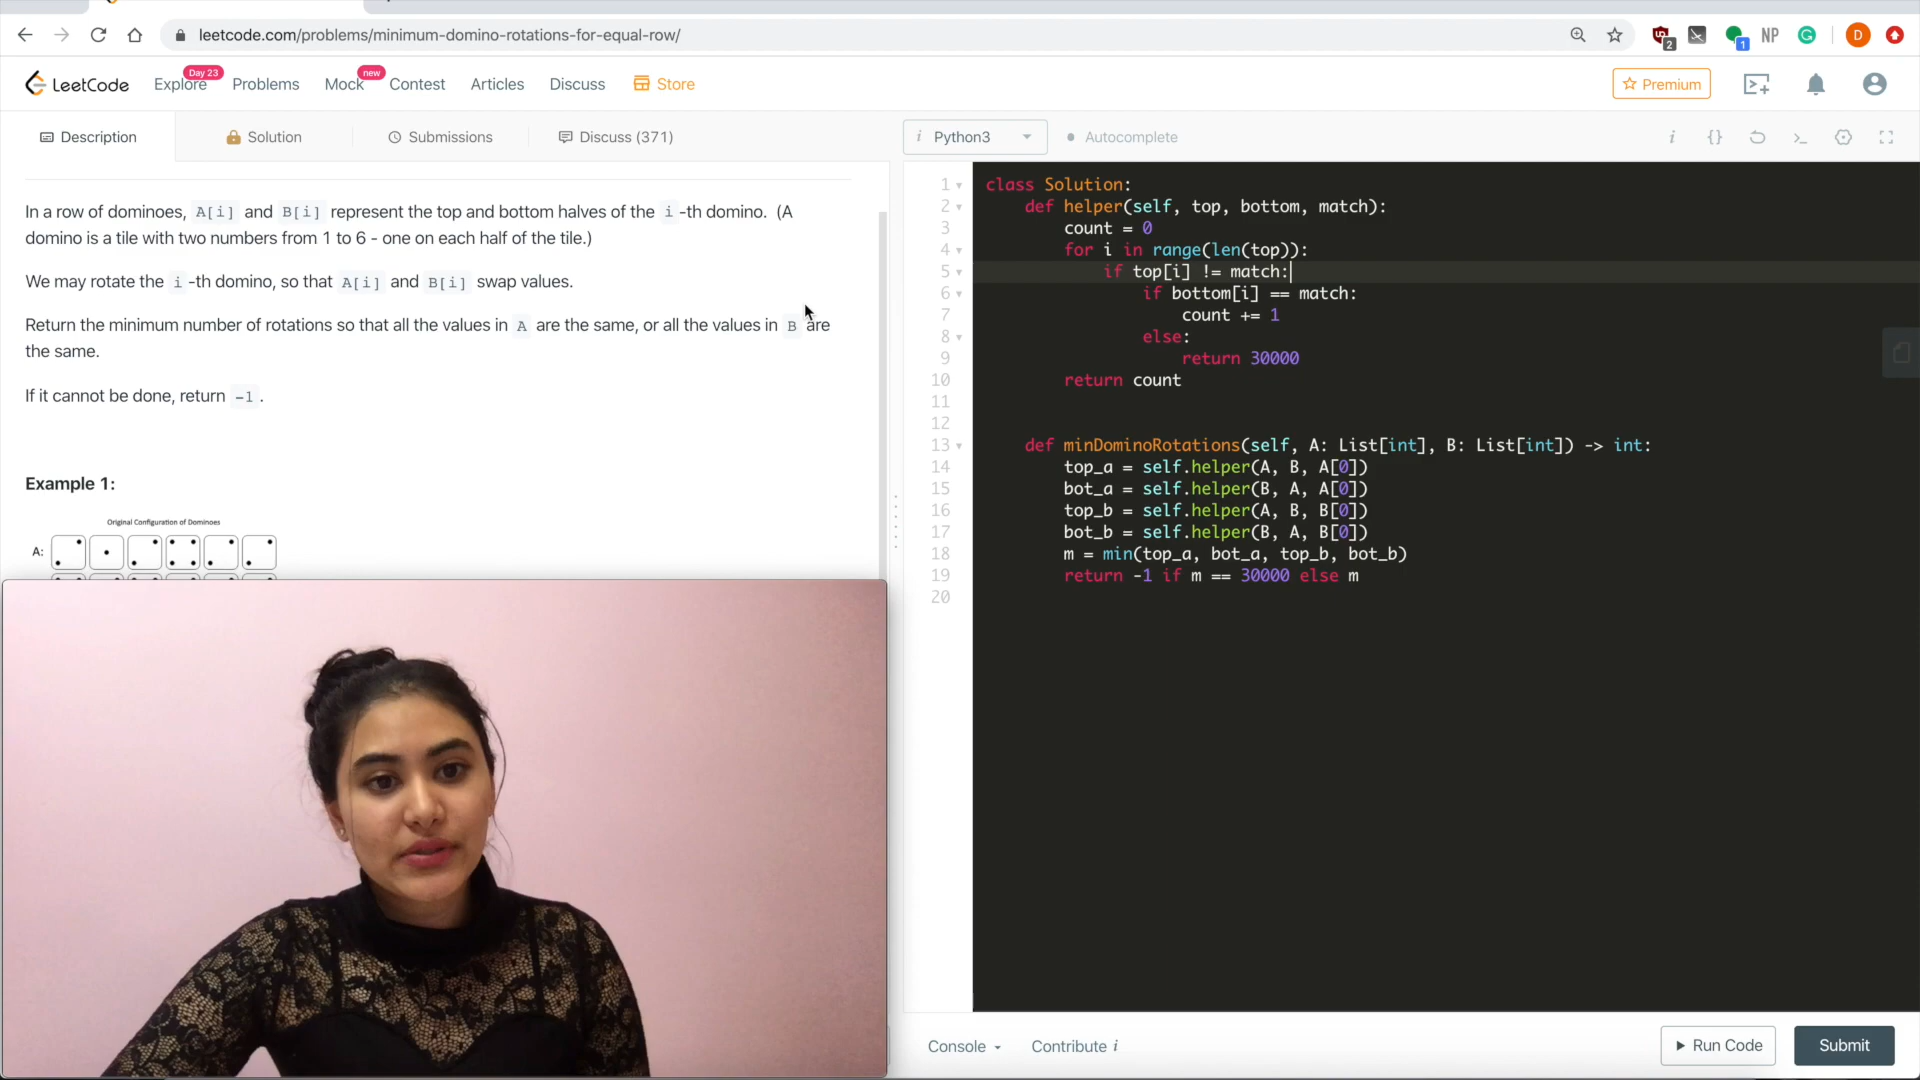 leetcode.com/problems/minimum-domino-rotations-for-equal-row/
2
1
NP
D
LeetCode
Explore
Day 23
Problems
Mock
new
Contest
Articles
Discuss
Store
Premium
Description
Solution
Submissions
Discuss (371)
i Python3
Autocomplete
i {} >_
In a row of dominoes, A[i] and B[i] represent the top and bottom halves of the i -th domino. (A
domino is a tile with two numbers from 1 to 6 - one on each half of the tile.)
We may rotate the i -th domino, so that A[i] and B[i] swap values.
Return the minimum number of rotations so that all the values in A are the same, or all the values in B are
the same.
If it cannot be done, return -1 .
Example 1:
Original Configuration of Dominoes
A:
1 class Solution:
2 def helper(self, top, bottom, match):
3 count = 0
4 for i in range(len(top)):
5 if top[i] != match:
6 if bottom[i] == match:
7 count += 1
8 else:
9 return 30000
10 return count
11
12
13 def minDominoRotations(self, A: List[int], B: List[int]) -> int:
14 top_a = self.helper(A, B, A[0])
15 bot_a = self.helper(B, A, A[0])
16 top_b = self.helper(A, B, B[0])
17 bot_b = self.helper(B, A, B[0])
18 m = min(top_a, bot_a, top_b, bot_b)
19 return -1 if m == 30000 else m
20
Console
Contribute i
Run Code
Submit